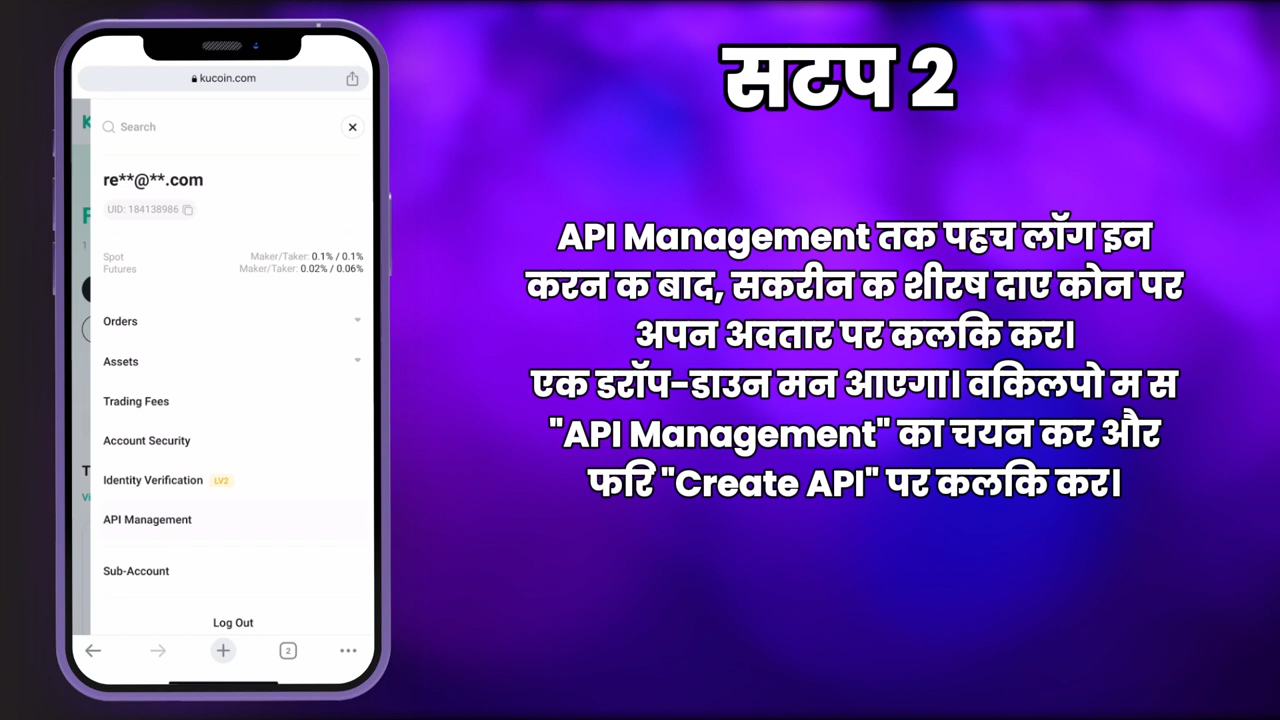 kucoin.com
Search
re**@**.com
UID: 184138986
Spot Maker/Taker: 0.1% / 0.1%
Futures Maker/Taker: 0.02% / 0.06%
Orders
Assets
Trading Fees
Account Security
Identity Verification LV2
API Management
Sub-Account
Log Out
2
सटप 2
API Management तक पहच लॉग इन
करन क बाद, सकरीन क शीरष दाए कोन पर
अपन अवतार पर कलकि कर।
एक डरॉप-डाउन मन आएगा। वकिलपो म स
"API Management" का चयन कर और
फरि "Create API" पर कलकि कर।